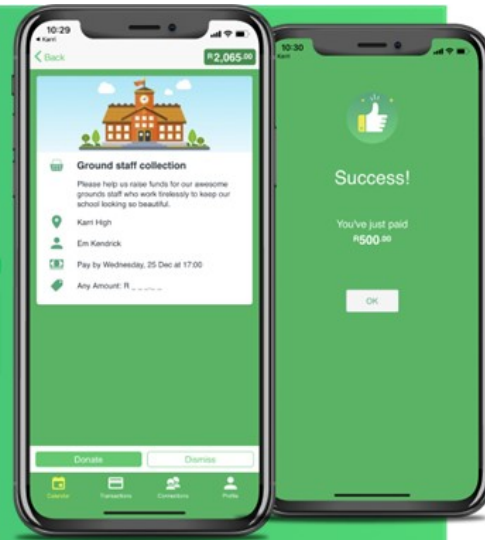 10:29
Karri
Back
R2,065.00
Ground staff collection
Please help us raise funds for our awesome
grounds staff who work tirelessly to keep our
school looking so beautiful.
Karri High
Em Kendrick
Pay by Wednesday, 25 Dec at 17:00
Any Amount: R _ _ _ _ _
Donate
Dismiss
Calendar
Transactions
Connections
Profile
10:30
Karri
Success!
You've just paid
R500.00
OK